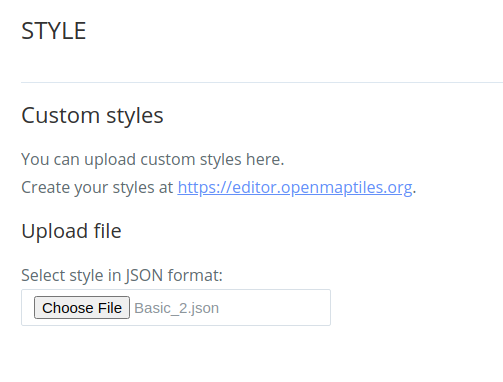 STYLE
Custom styles
You can upload custom styles here.
Create your styles at https://editor.openmaptiles.org.
Upload file
Select style in JSON format:
Choose File Basic_2.json